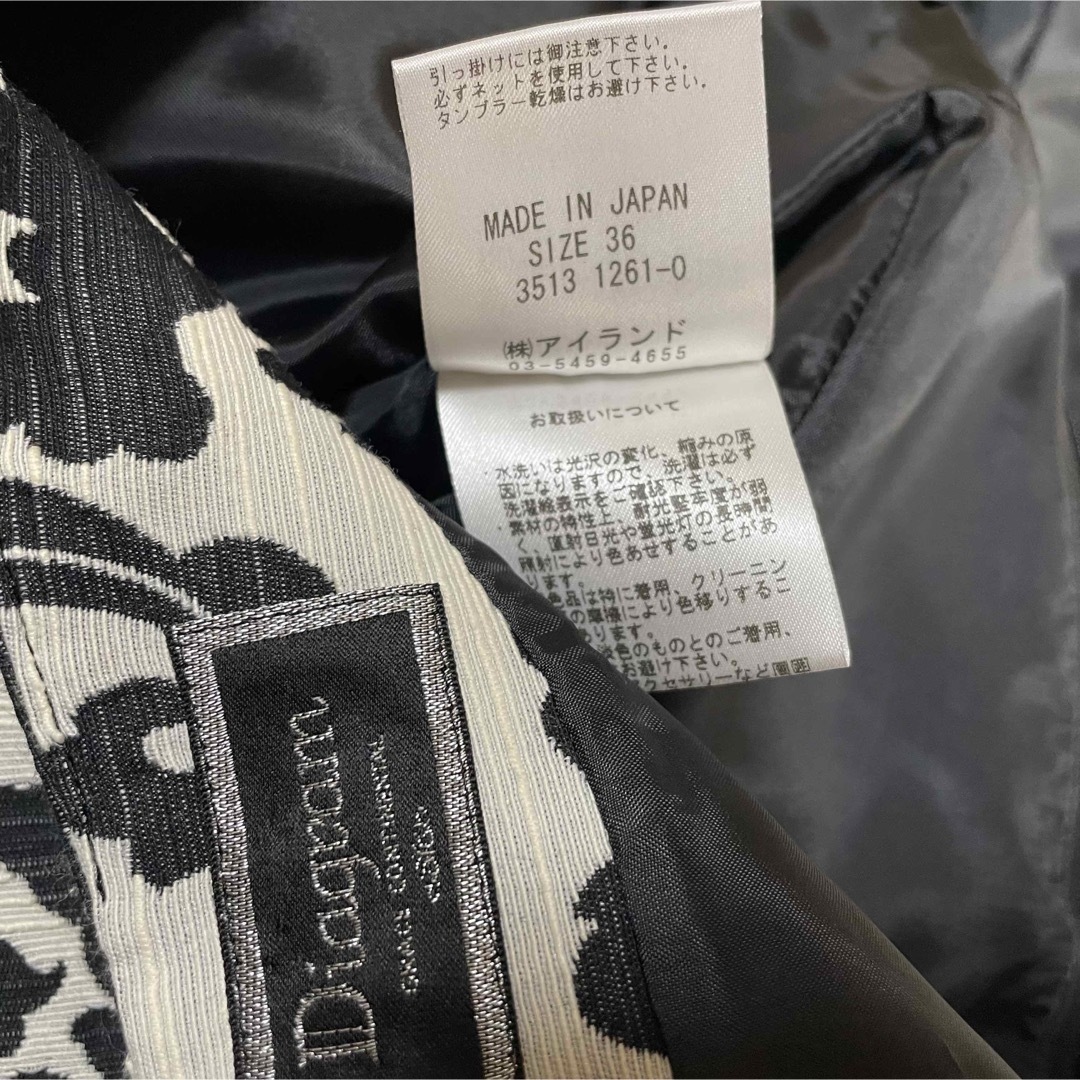 引っ掛けには御注意下さい。
必ずネットを使用して下さい。
タンブラー乾燥はお避け下さい。
MADE IN JAPAN
SIZE 36
3513 1261-0
㈱アイランド
03-5459-4655
お取扱いについて
・水洗いは光沢の変化、縮みの原
因になりますので、洗濯は必ず
洗濯絵表示をご確認下さい。
・素材の特性上、耐光堅牢度が弱
く、直射日光や蛍光灯の長時間
照射により色あせすることがあ
ります。
色品は特に着用、クリーニン
の摩擦により色移りするこ
あります。
淡色のものとのご着用、
お避け下さい。
クセサリーなど
Diagram
GRACE CONTINENTAL